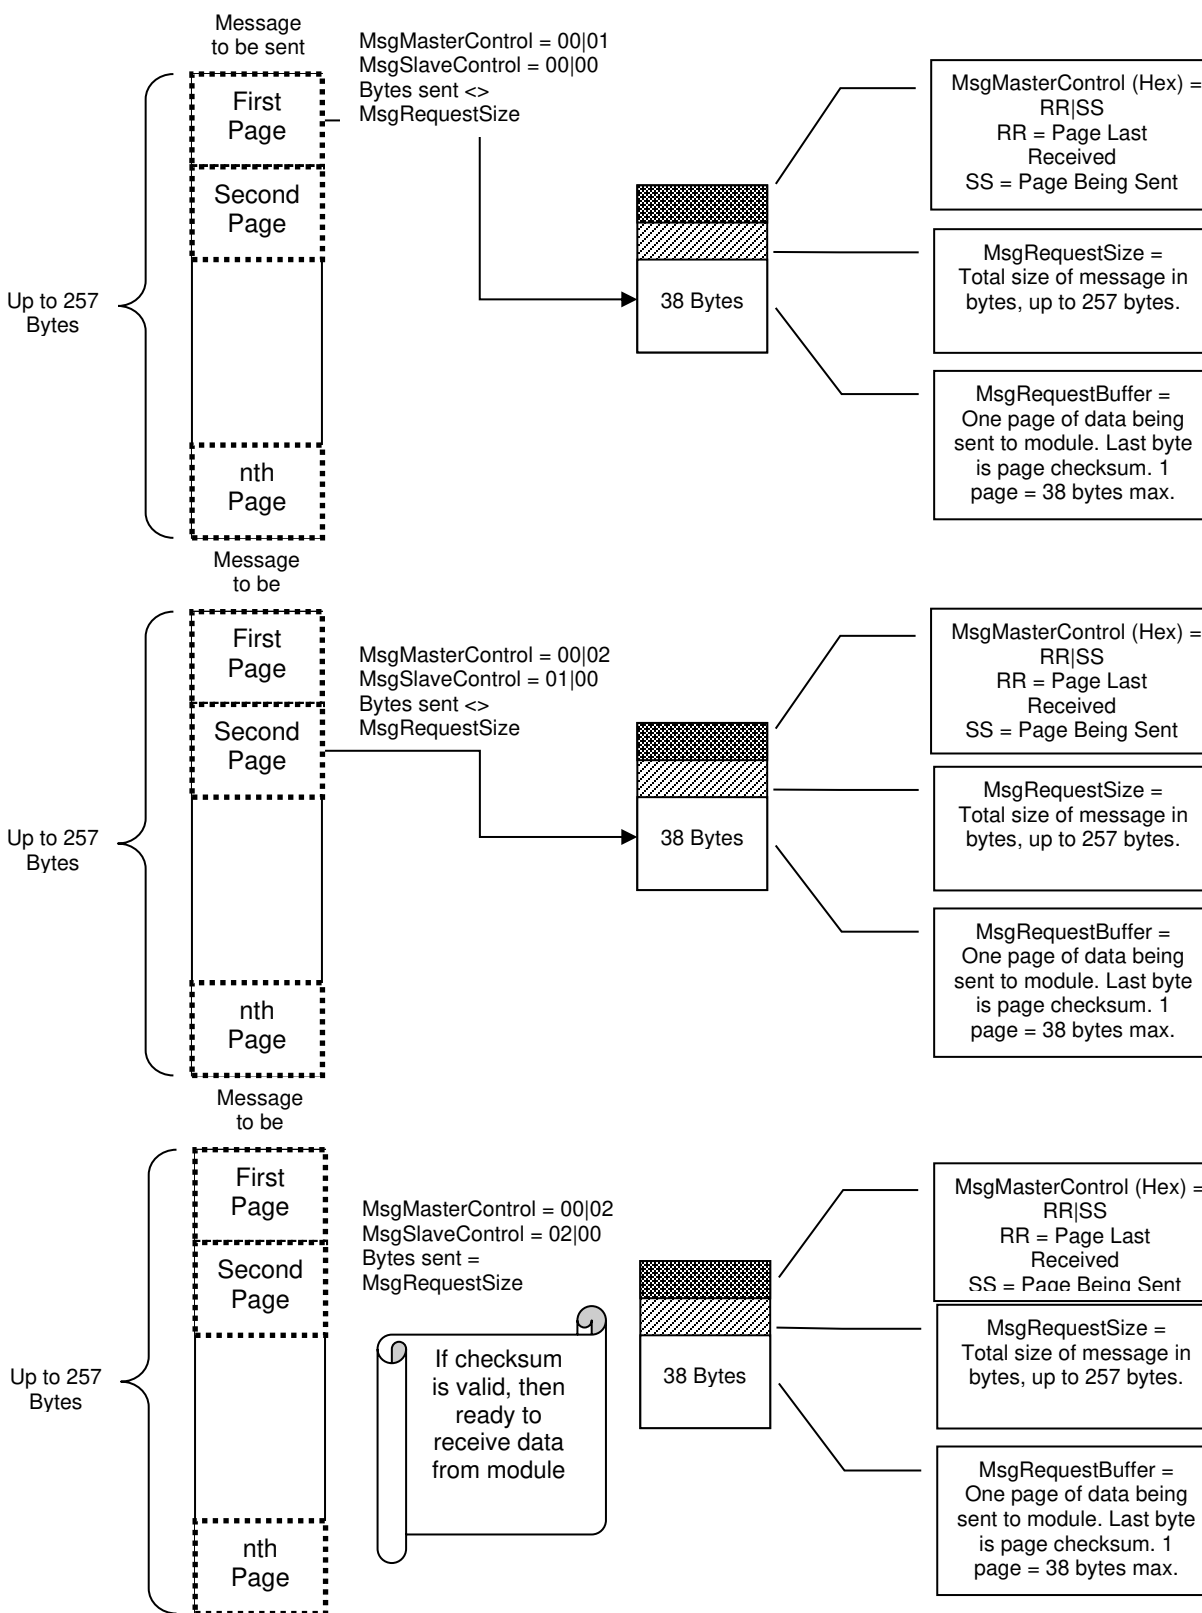 Message
to be sent
First
Page
Second
Page
nth
Page
Up to 257
Bytes
MsgMasterControl = 00|01
MsgSlaveControl = 00|00
Bytes sent <>
MsgRequestSize
38 Bytes
MsgMasterControl (Hex) =
RR|SS
RR = Page Last
Received
SS = Page Being Sent
MsgRequestSize =
Total size of message in
bytes, up to 257 bytes.
MsgRequestBuffer =
One page of data being
sent to module. Last byte
is page checksum. 1
page = 38 bytes max.
Message
to be
First
Page
Second
Page
nth
Page
Up to 257
Bytes
MsgMasterControl = 00|02
MsgSlaveControl = 01|00
Bytes sent <>
MsgRequestSize
38 Bytes
MsgMasterControl (Hex) =
RR|SS
RR = Page Last
Received
SS = Page Being Sent
MsgRequestSize =
Total size of message in
bytes, up to 257 bytes.
MsgRequestBuffer =
One page of data being
sent to module. Last byte
is page checksum. 1
page = 38 bytes max.
Message
to be
First
Page
Second
Page
nth
Page
Up to 257
Bytes
MsgMasterControl = 00|02
MsgSlaveControl = 02|00
Bytes sent =
MsgRequestSize
If checksum
is valid, then
ready to
receive data
from module
38 Bytes
MsgMasterControl (Hex) =
RR|SS
RR = Page Last
Received
SS = Page Being Sent
MsgRequestSize =
Total size of message in
bytes, up to 257 bytes.
MsgRequestBuffer =
One page of data being
sent to module. Last byte
is page checksum. 1
page = 38 bytes max.